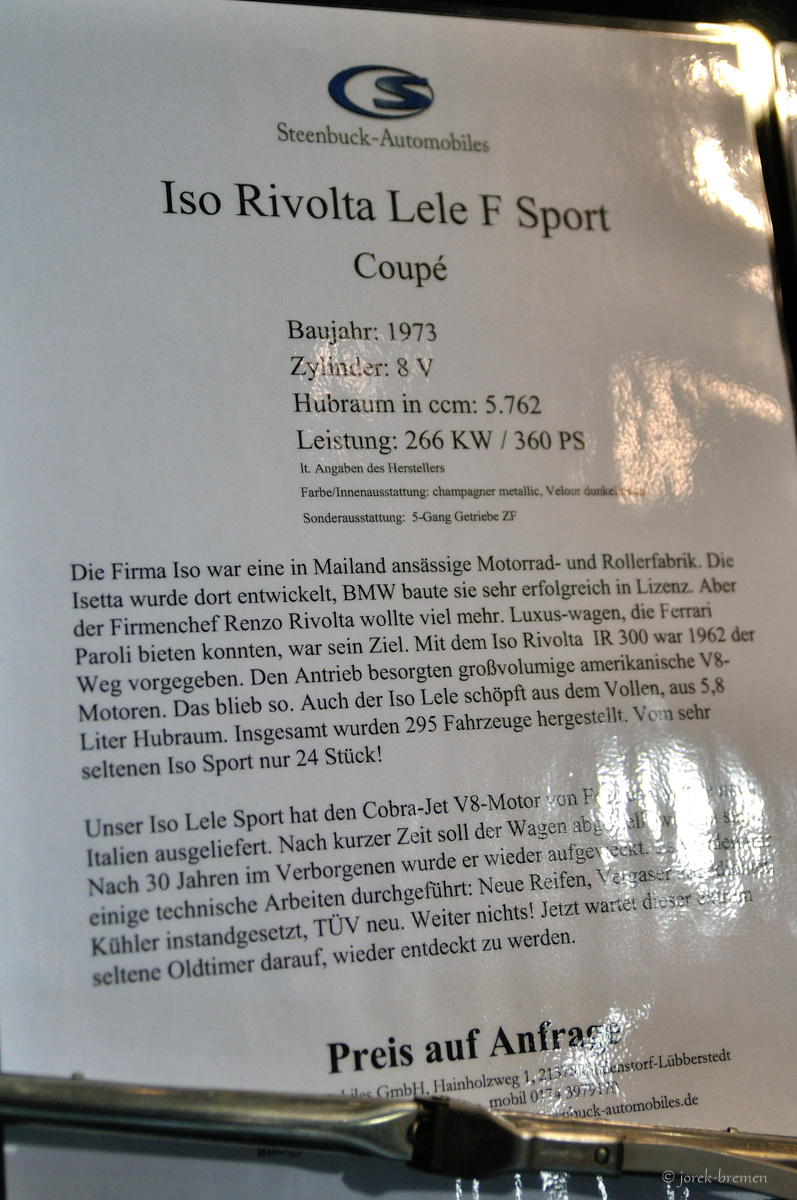 GS
Steenbuck-Automobiles
Iso Rivolta Lele F Sport
Coupé
Baujahr: 1973
Zylinder: 8 V
Hubraum in ccm: 5.762
Leistung: 266 KW / 360 PS
lt. Angaben des Herstellers
Farbe/Innenausstattung: champagner metallic, Velour
Sonderausstattung: 5-Gang Getriebe ZF
Die Firma Iso war eine in Mailand ansässige Motorrad- und Rollerfabrik. Die
Isetta wurde dort entwickelt, BMW baute sie sehr erfolgreich in Lizenz. Aber
der Firmenchef Renzo Rivolta wollte viel mehr. Luxus-wagen, die Ferrari
Paroli bieten konnten, war sein Ziel. Mit dem Iso Rivolta IR 300 war 1962 der
Weg vorgegeben. Den Antrieb besorgten großvolumige amerikanische V8-
Motoren. Das blieb so. Auch der Iso Lele schöpft aus dem Vollen, aus 5,8
Liter Hubraum. Insgesamt wurden 295 Fahrzeuge hergestellt. Vom sehr
seltenen Iso Sport nur 24 Stück!
Unser Iso Lele Sport hat den Cobra-Jet V8-Motor von
Italien ausgeliefert. Nach kurzer Zeit soll der Wagen
Nach 30 Jahren im Verborgenen wurde er wieder aufgeweckt.
einige technische Arbeiten durchgeführt: Neue Reifen, Vergaser
Kühler instandgesetzt, TÜV neu. Weiter nichts! Jetzt wartet dieser extrem
seltene Oldtimer darauf, wieder entdeckt zu werden.
Preis auf Anfrage
GmbH, Hainholzweg 1,
mobil
© jorek-bremen